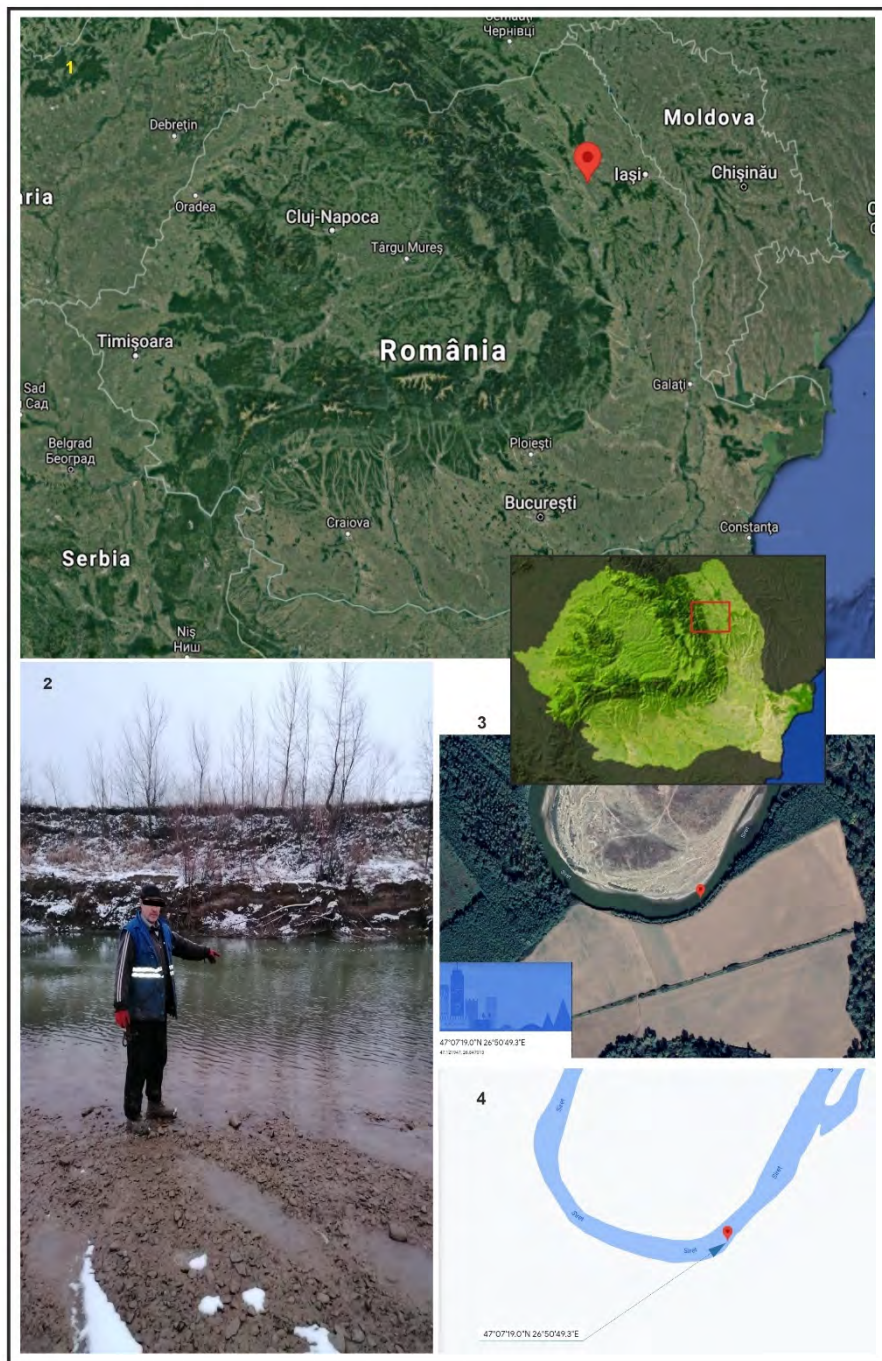 Чернівці
1
Debrețin
Moldova
Iași
Chișinău
Oradea
Cluj-Napoca
Târgu Mureș
Timișoara
România
Galați
Sad
Сад
Belgrad
Београд
Ploiești
București
Craiova
Constanța
Serbia
Niș
Ниш
2
3
Siret
47°07'19.0"N 26°50'49.3"E
4
Siret
Siret
Siret
Siret
47°07'19.0"N 26°50'49.3"E